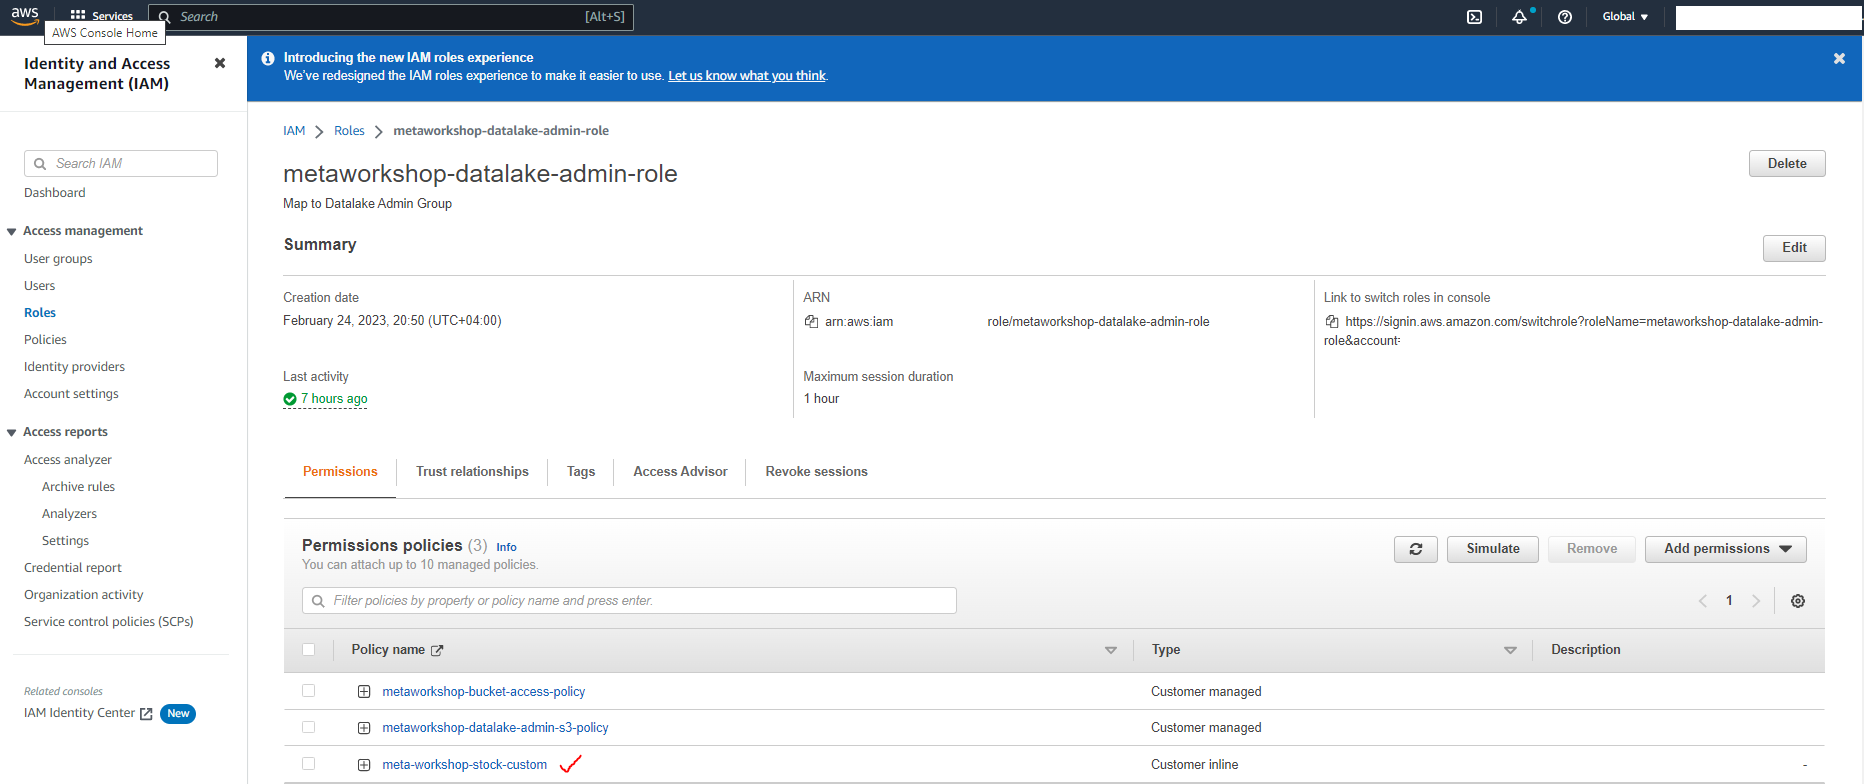 aws
Services
Search
[Alt+S]
Global
AWS Console Home
Identity and Access
Management (IAM)
Search IAM
Dashboard
Access management
User groups
Users
Roles
Policies
Identity providers
Account settings
Access reports
Access analyzer
Archive rules
Analyzers
Settings
Credential report
Organization activity
Service control policies (SCPs)
Related consoles
IAM Identity Center New
Introducing the new IAM roles experience
We've redesigned the IAM roles experience to make it easier to use. Let us know what you think.
IAM > Roles > metaworkshop-datalake-admin-role
metaworkshop-datalake-admin-role
Delete
Map to Datalake Admin Group
Summary
Edit
Creation date
February 24, 2023, 20:50 (UTC+04:00)
ARN
arn:aws:iam role/metaworkshop-datalake-admin-role
Link to switch roles in console
https://signin.aws.amazon.com/switchrole?roleName=metaworkshop-datalake-admin-
role&account=
Last activity
7 hours ago
Maximum session duration
1 hour
Permissions
Trust relationships
Tags
Access Advisor
Revoke sessions
Permissions policies (3) Info
You can attach up to 10 managed policies.
Simulate
Remove
Add permissions
Filter policies by property or policy name and press enter.
1
Policy name
Type
Description
metaworkshop-bucket-access-policy
Customer managed
metaworkshop-datalake-admin-s3-policy
Customer managed
meta-workshop-stock-custom
Customer inline
-